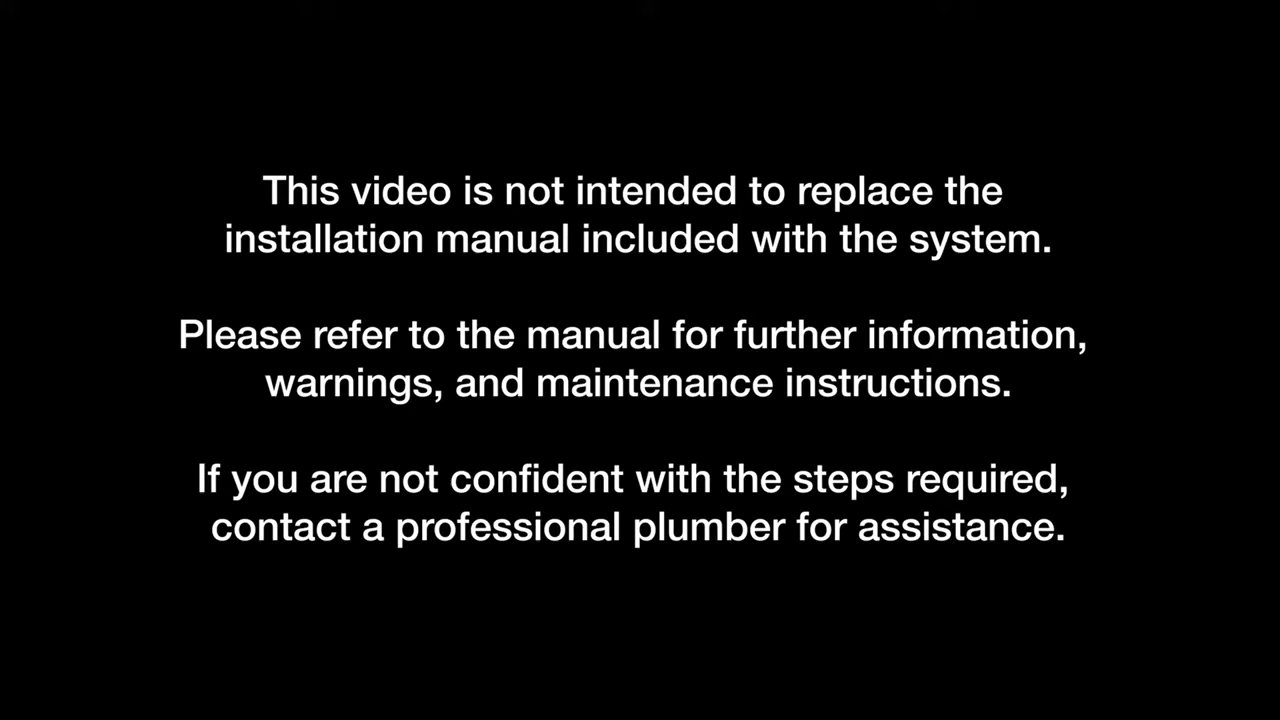 This video is not intended to replace the
installation manual included with the system.
Please refer to the manual for further information,
warnings, and maintenance instructions.
If you are not confident with the steps required,
contact a professional plumber for assistance.